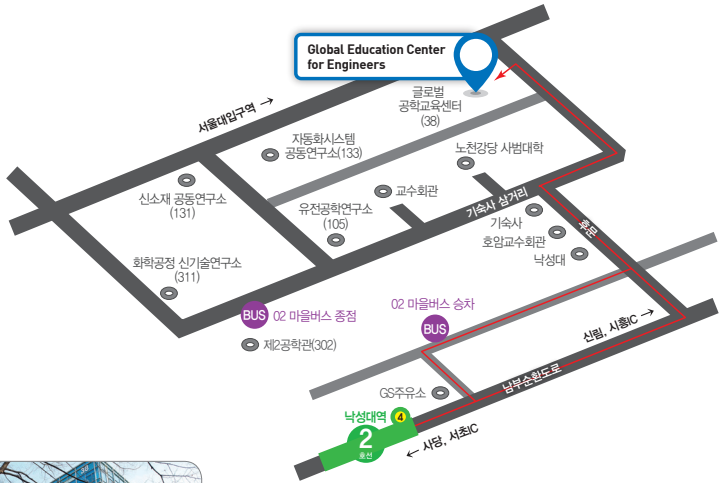 Global Education Center
for Engineers
글로벌
공학교육센터
(38)
서울대입구역 →
자동화시스템
공동연구소(133)
노천강당 사범대학
신소재 공동연구소
(131)
교수회관
기숙사 삼거리
유전공학연구소
(105)
기숙사
후문
호암교수회관
낙성대
화학공정 신기술연구소
(311)
BUS 02 마을버스 종점
02 마을버스 승차
BUS
제2공학관(302)
신림, 시흥IC →
남부순환도로
GS주유소
낙성대역 4
2
호선
← 사당, 서초IC
38